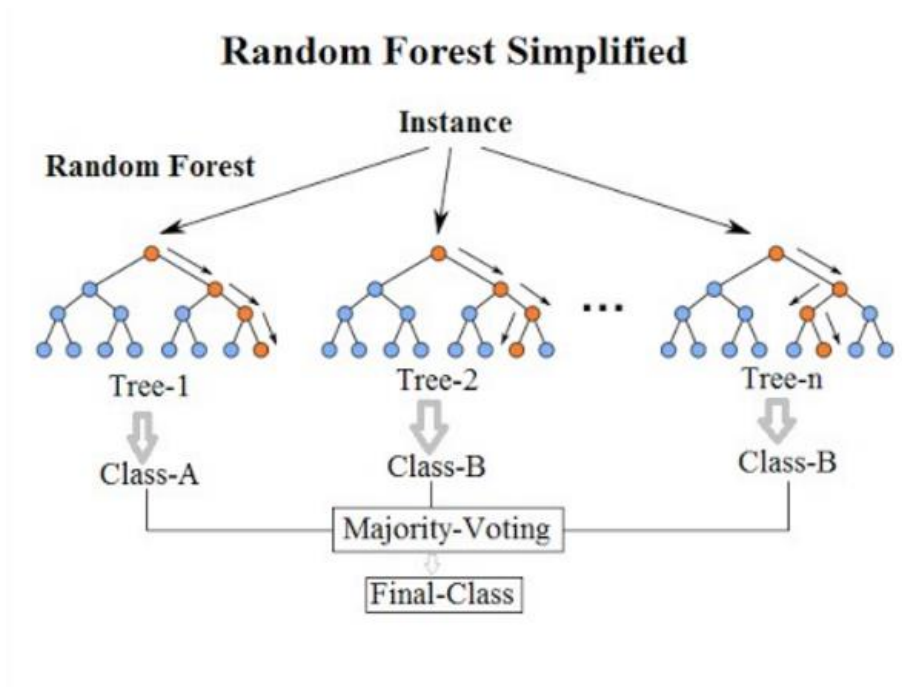 Random Forest Simplified
Instance
Random Forest
...
Tree-1
Tree-2
Tree-n
Class-A
Class-B
Class-B
Majority-Voting
Final-Class